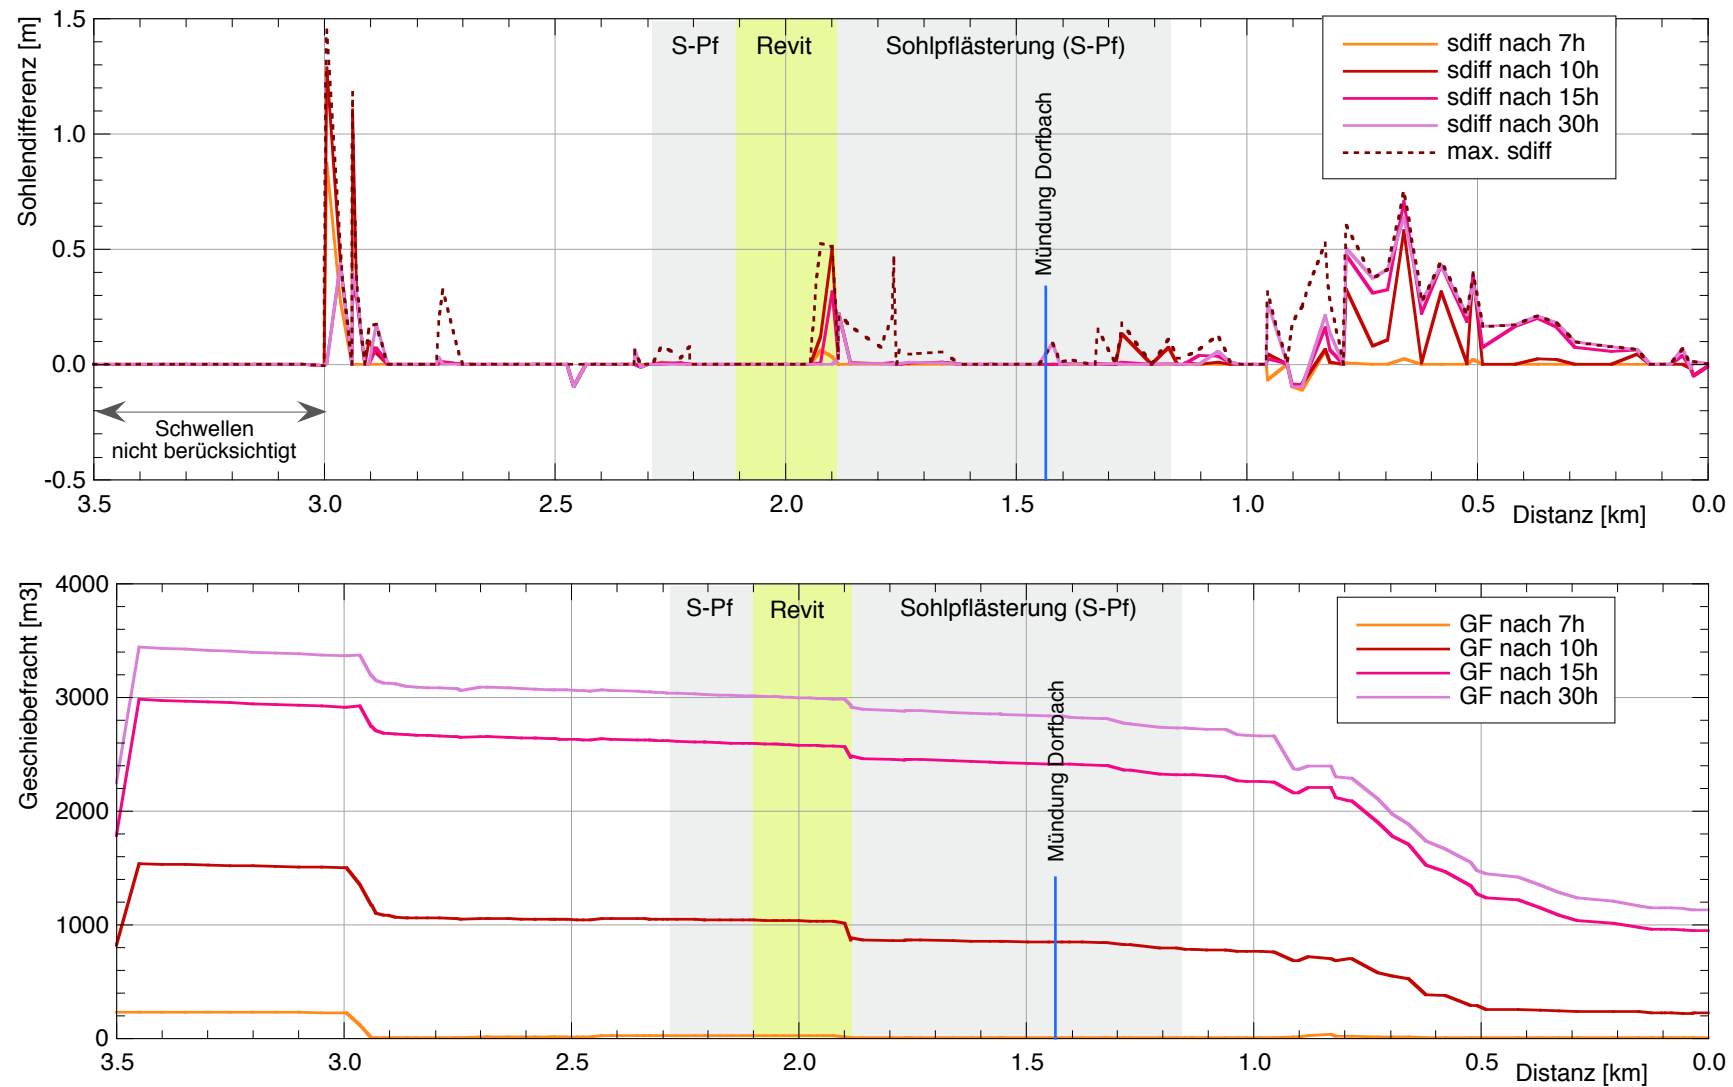 Sohlendifferenz [m]
1.5
1.0
0.5
0.0
-0.5
S-Pf
Revit
Sohlpflästerung (S-Pf)
Mündung Dorfbach
sdiff nach 7h
sdiff nach 10h
sdiff nach 15h
sdiff nach 30h
max. sdiff
Schwellen
nicht berücksichtigt
3.5
3.0
2.5
2.0
1.5
1.0
0.5
0.0
Distanz [km]
Geschiebefracht [m3]
4000
3000
2000
1000
0
S-Pf
Revit
Sohlpflästerung (S-Pf)
Mündung Dorfbach
GF nach 7h
GF nach 10h
GF nach 15h
GF nach 30h
3.5
3.0
2.5
2.0
1.5
1.0
0.5
0.0
Distanz [km]